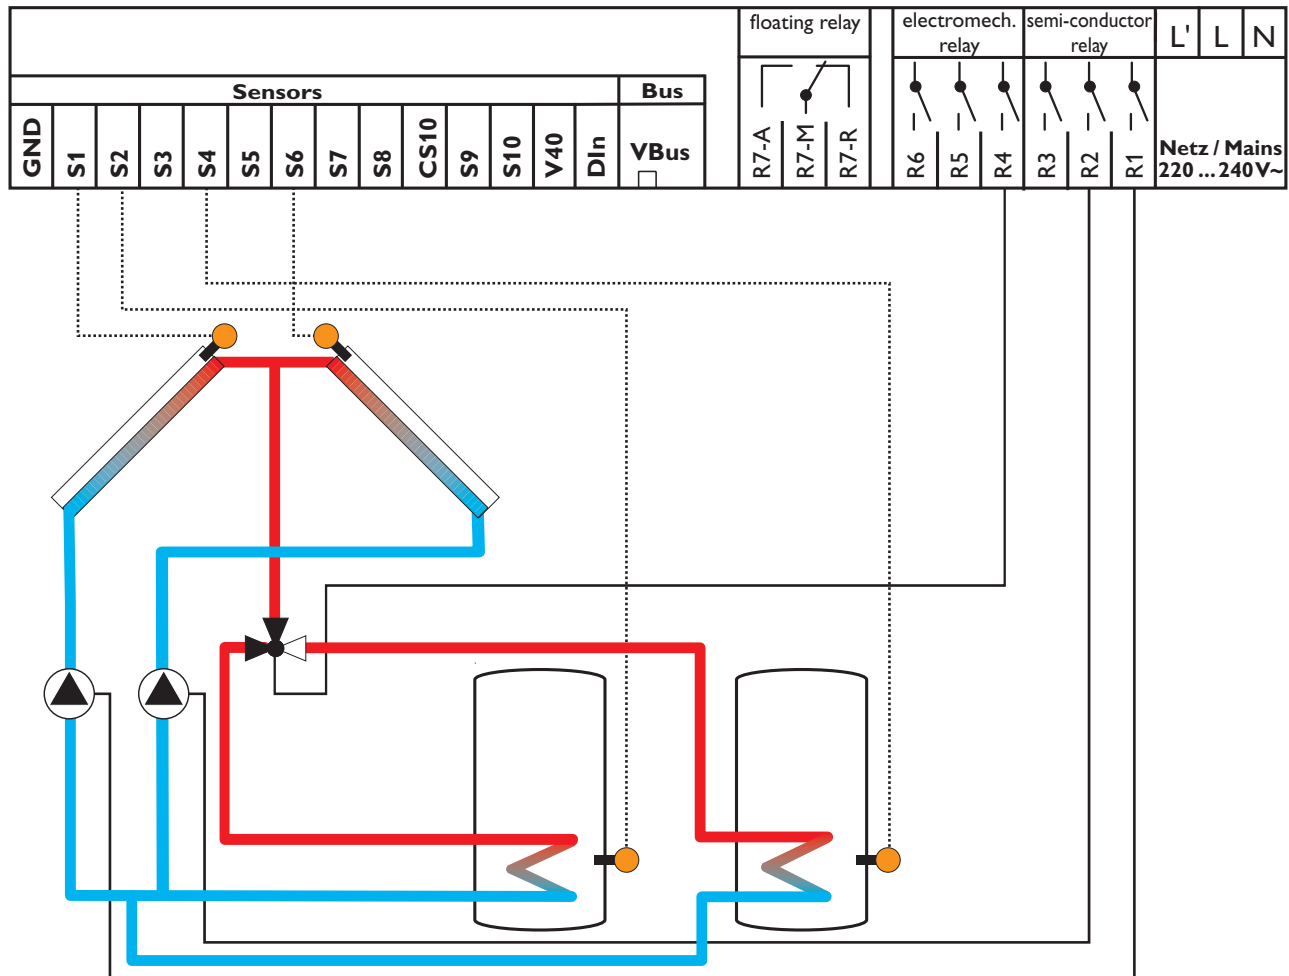 floating relay
electromech.
relay
semi-conductor
relay
L'
L
N
Sensors
Bus
GND
S1
S2
S3
S4
S5
S6
S7
S8
CS10
S9
S10
V40
DIn
VBus
R7-A
R7-M
R7-R
R6
R5
R4
R3
R2
R1
Netz / Mains
220 ... 240 V~